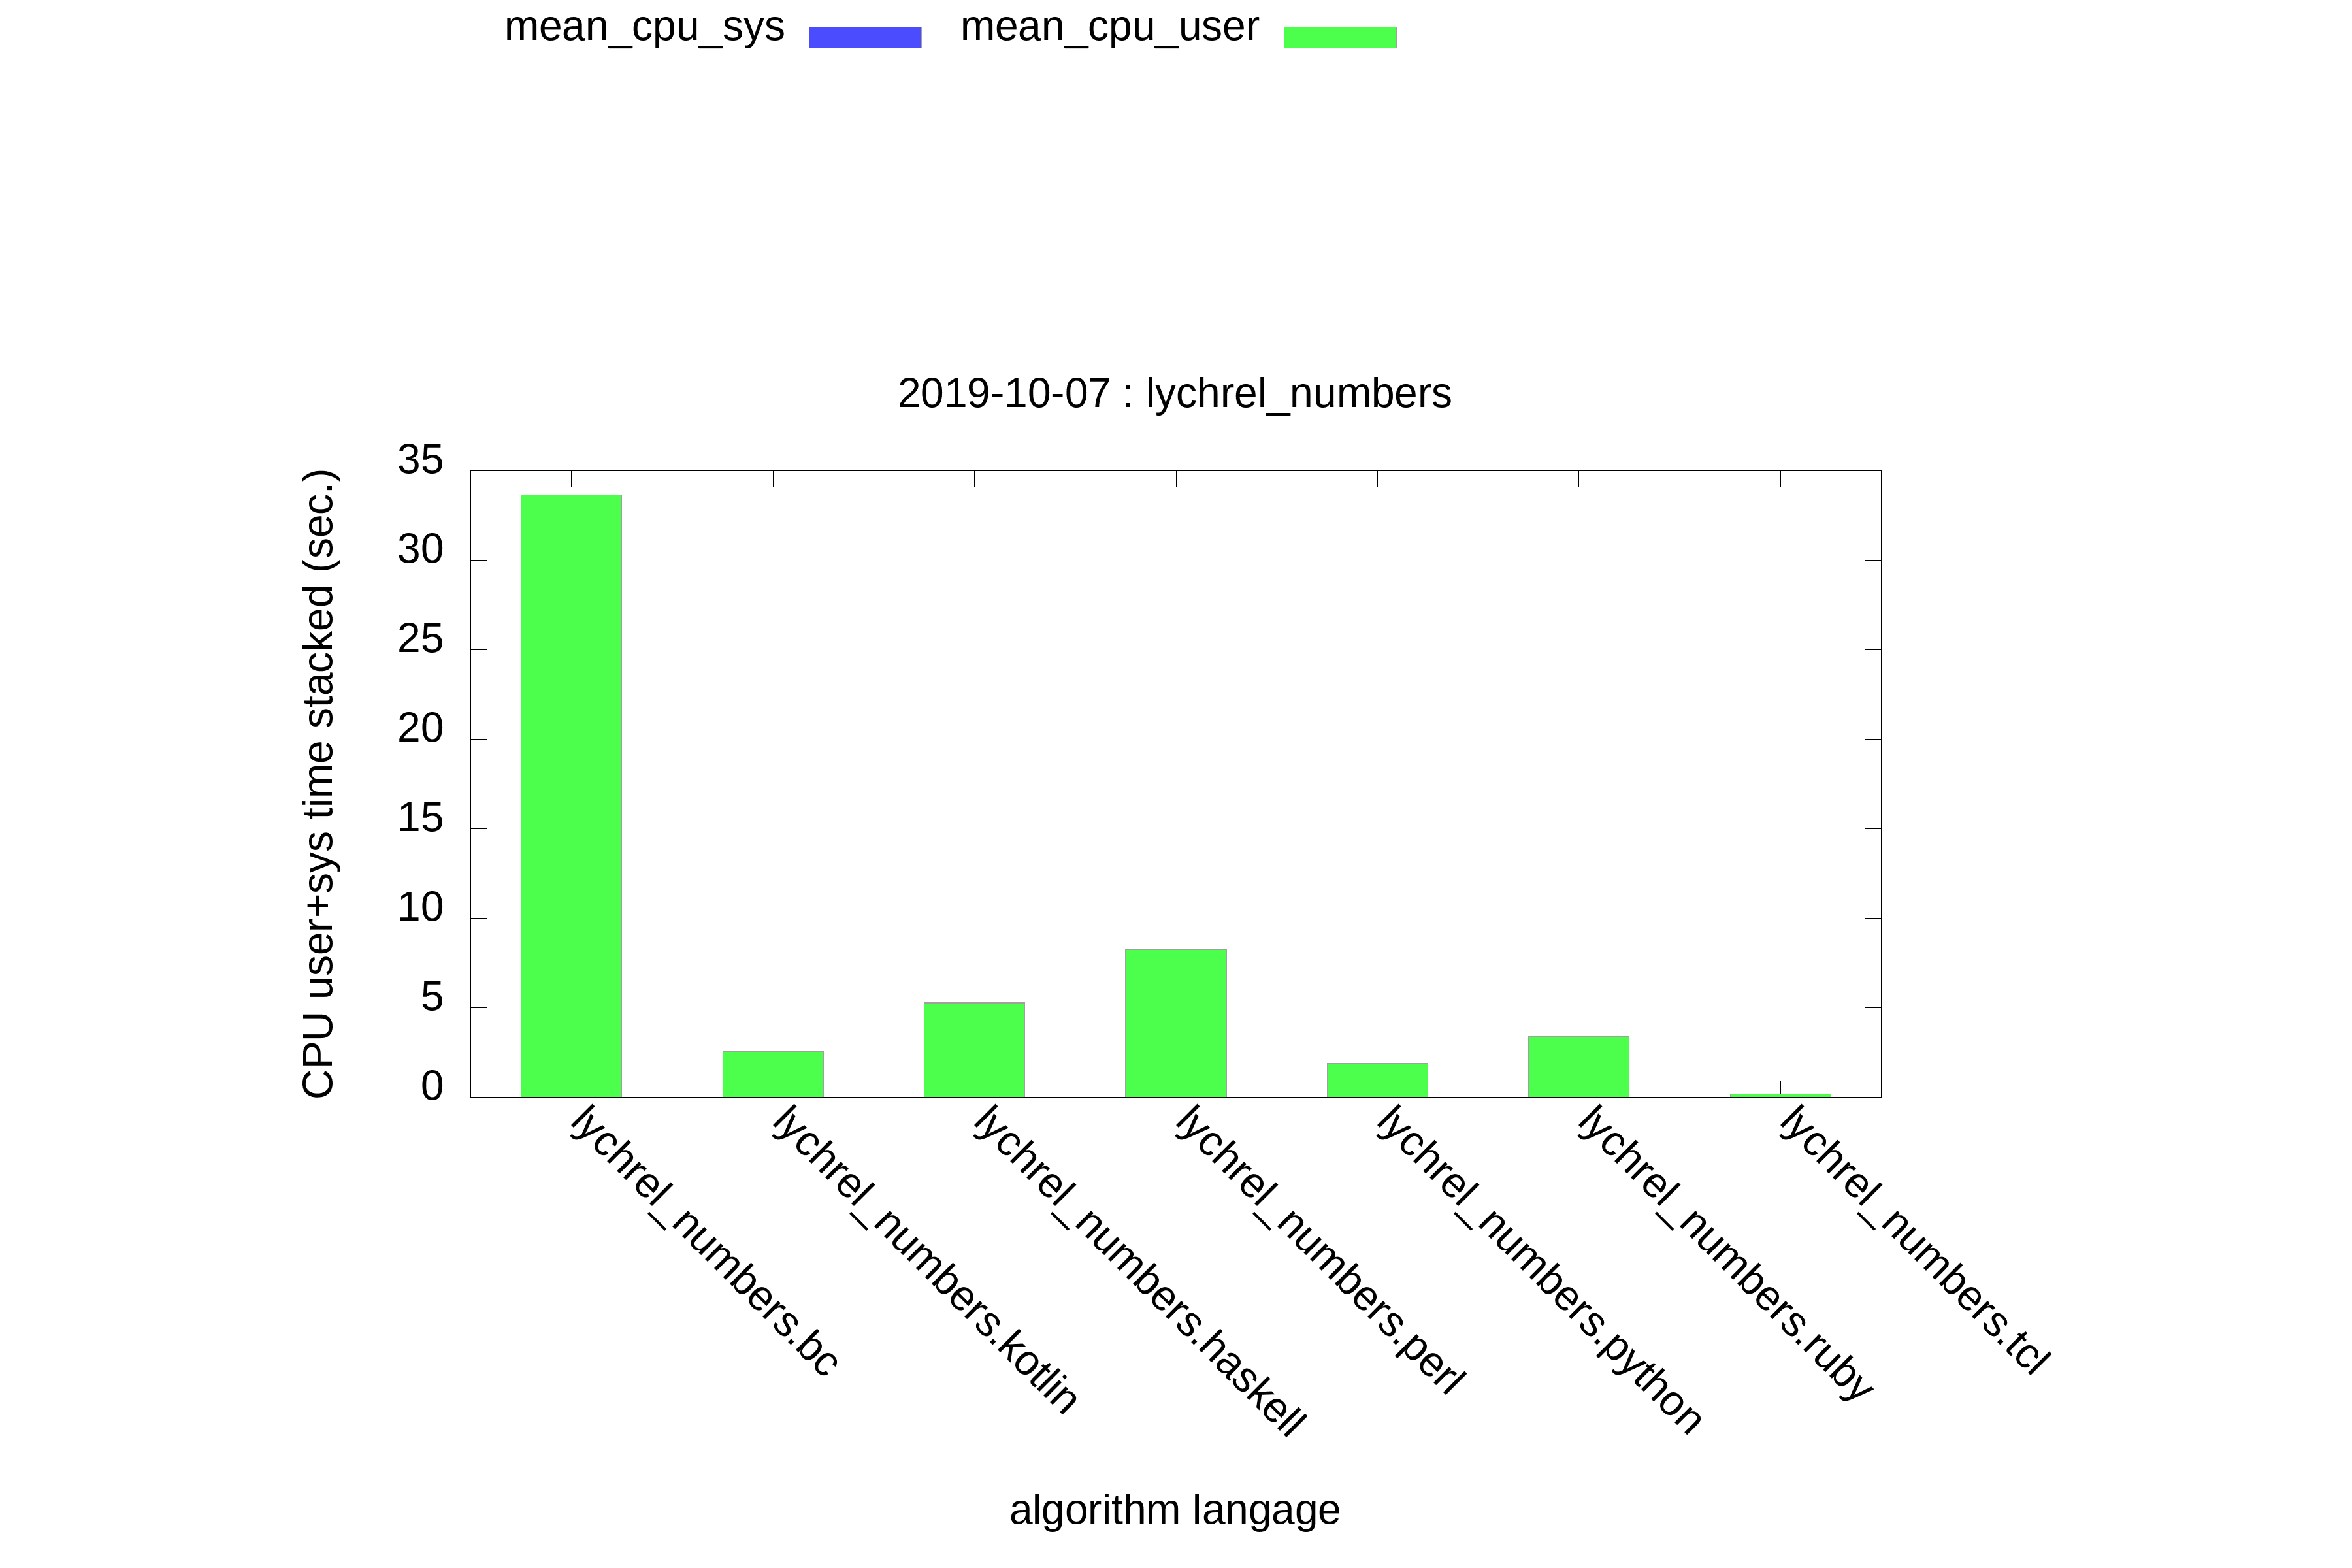 mean_cpu_sys
mean_cpu_user
2019-10-07 : lychrel_numbers
CPU user+sys time stacked (sec.)
35
30
25
20
15
10
5
0
lychrel_numbers.bc
lychrel_numbers.kotlin
lychrel_numbers.haskell
lychrel_numbers.perl
lychrel_numbers.python
lychrel_numbers.ruby
lychrel_numbers.tcl
algorithm langage